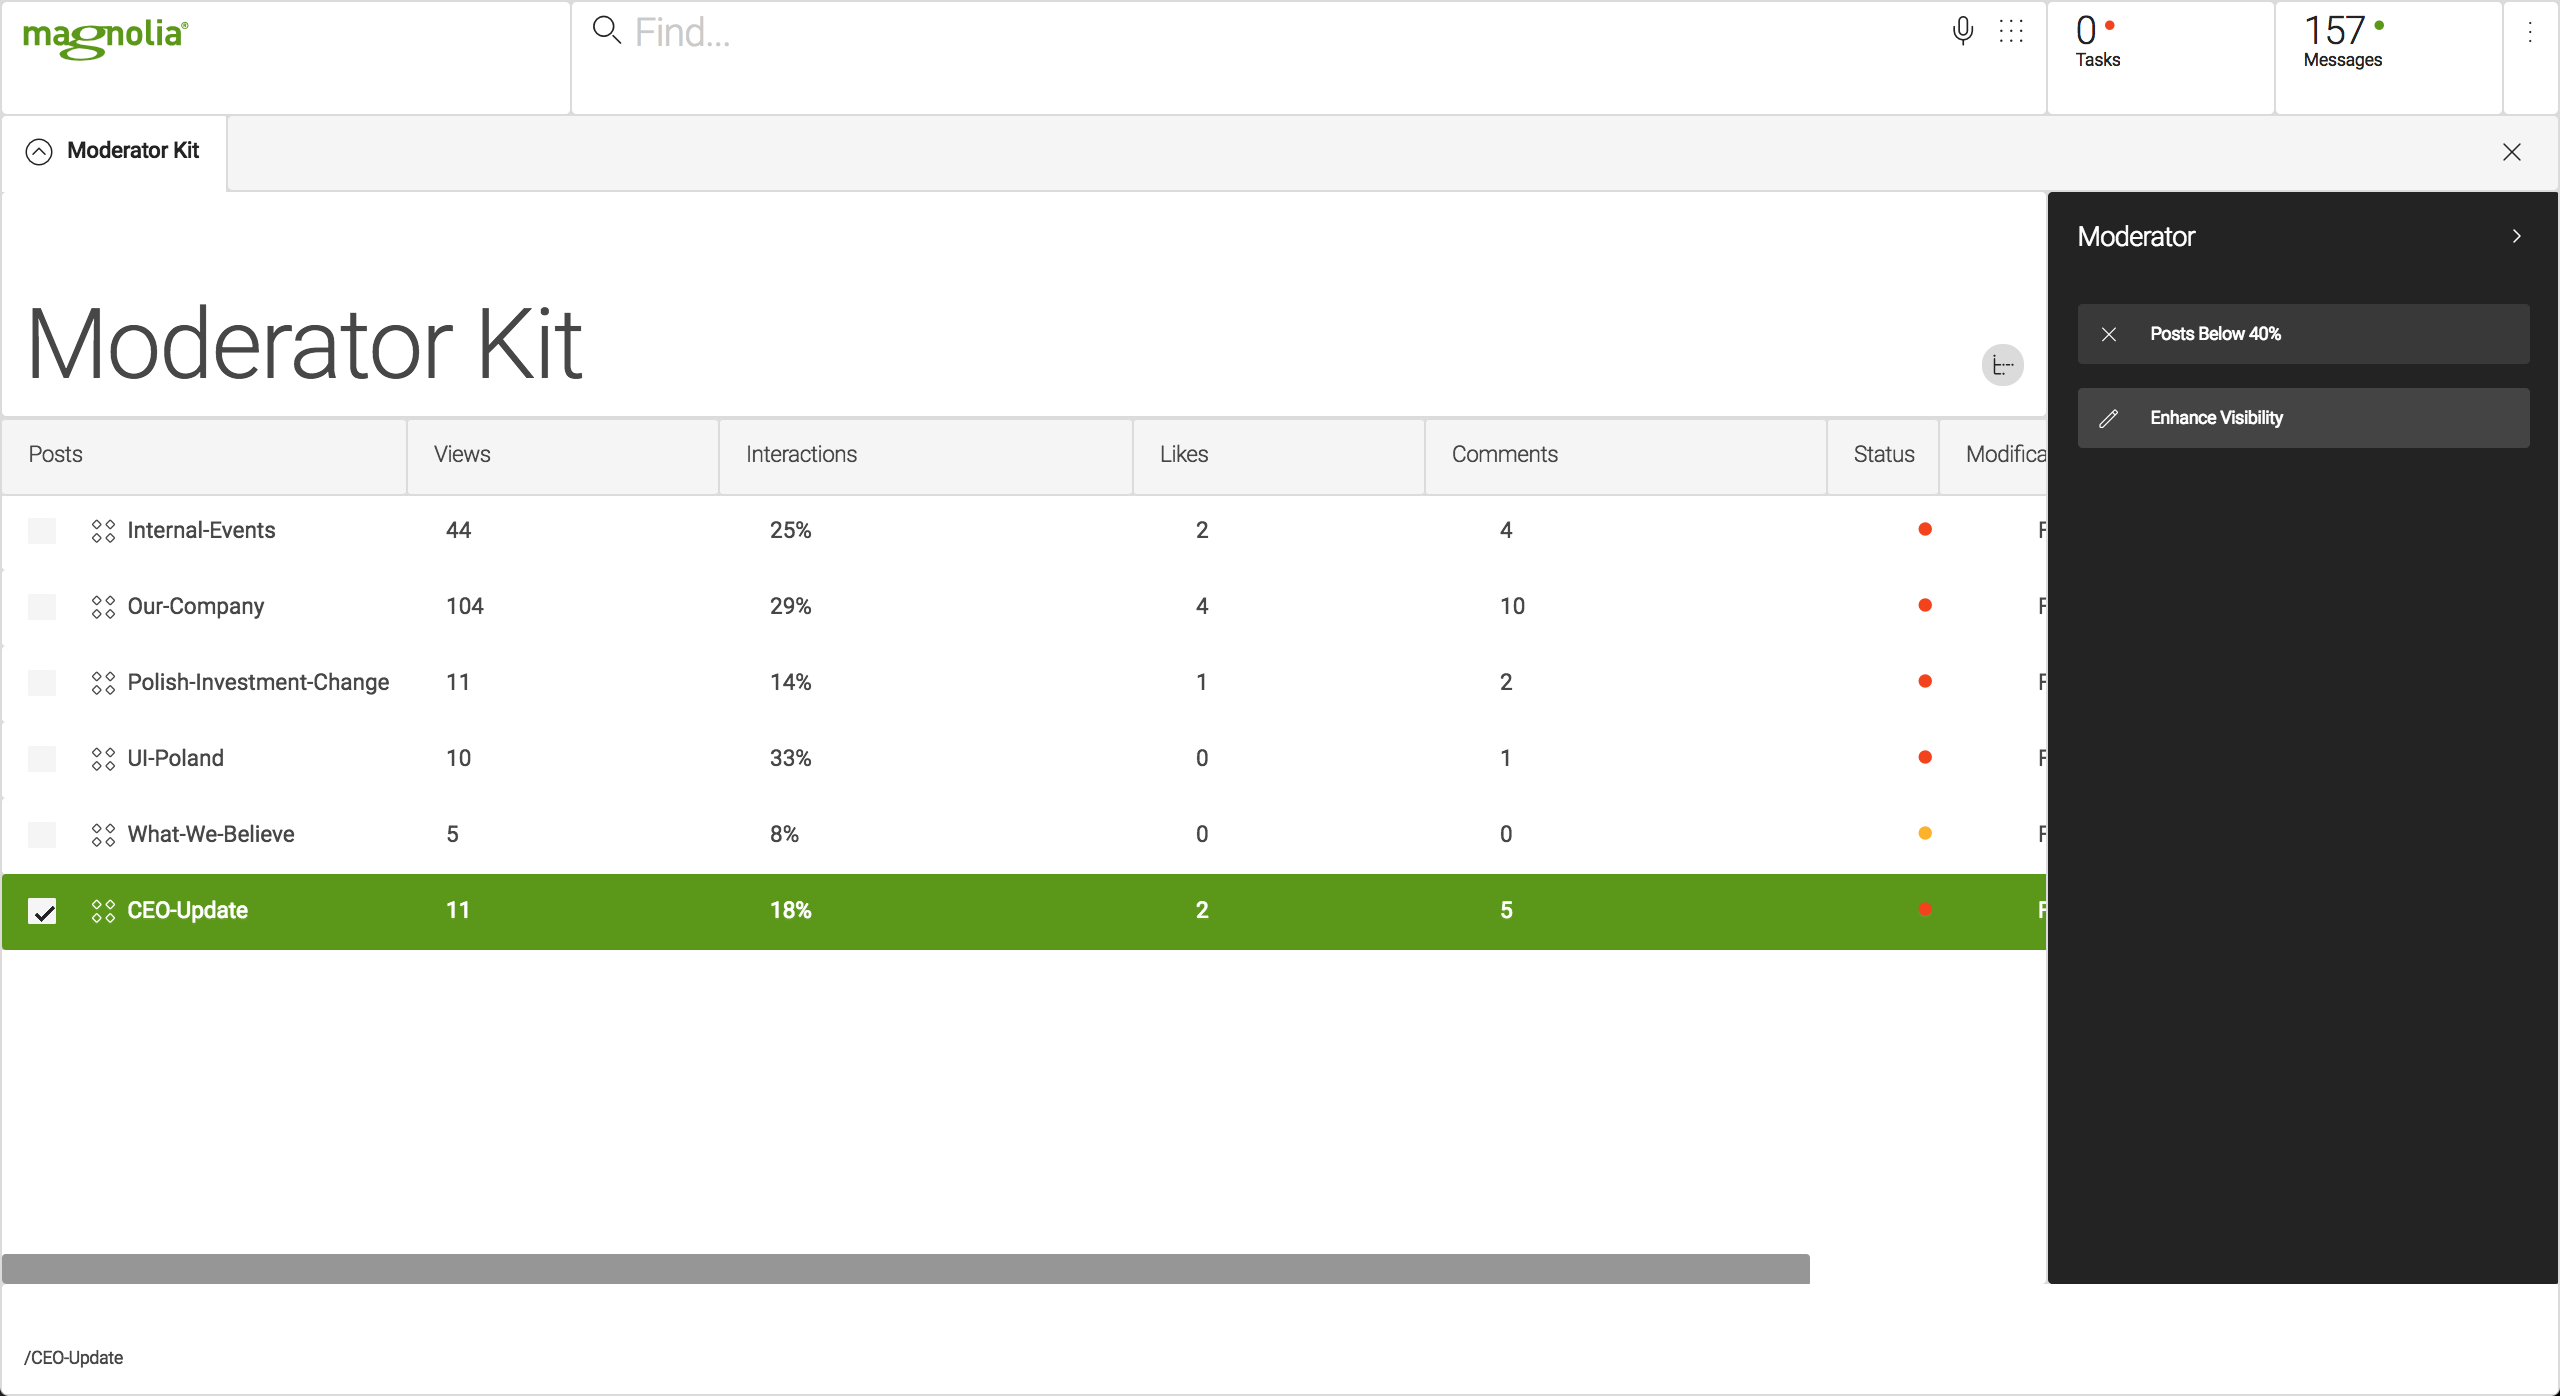 magnolia®
Find...
0
Tasks
157
Messages
Moderator Kit
Moderator Kit
Posts Views Interactions Likes Comments Status Modifica
Internal-Events 44 25% 2 4 F
Our-Company 104 29% 4 10 F
Polish-Investment-Change 11 14% 1 2 F
UI-Poland 10 33% 0 1 F
What-We-Believe 5 8% 0 0 F
CEO-Update 11 18% 2 5 F
Moderator
Posts Below 40%
Enhance Visibility
/CEO-Update